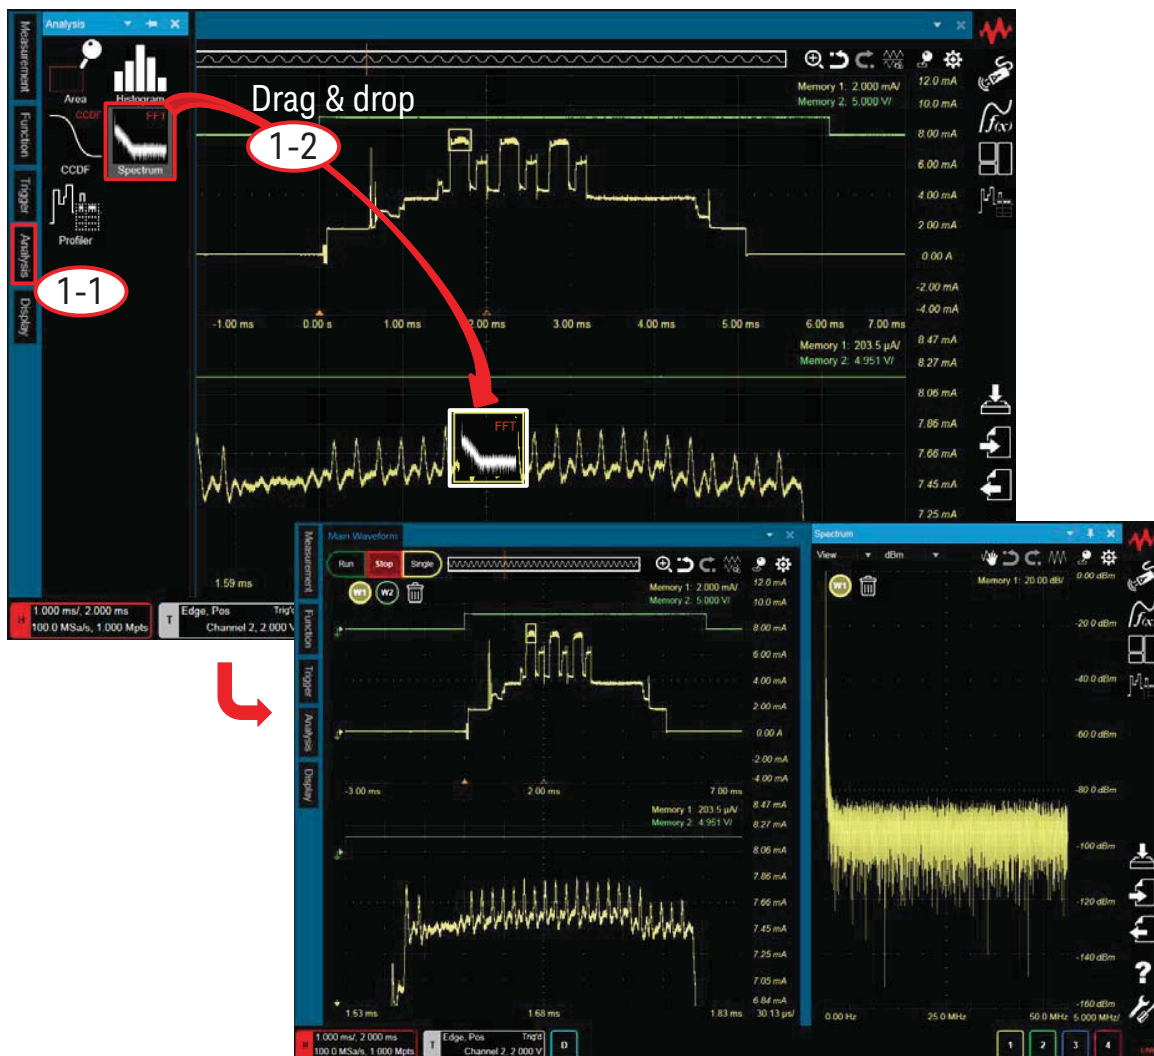 Analysis
Measurement
Function
Trigger
Analysis
Display
Area
Histogram
CCDF
CCDF
FFT
Spectrum
Profiler
1-1
Drag & drop
1-2
f(x)
Memory 1: 2.000 mA/
Memory 2: 5.000 V/
12.0 mA
10.0 mA
8.00 mA
6.00 mA
4.00 mA
2.00 mA
0.00 A
-2.00 mA
-4.00 mA
-1.00 ms
0.00 s
1.00 ms
2.00 ms
3.00 ms
4.00 ms
5.00 ms
6.00 ms
7.00 ms
Memory 1: 203.5 µA/
Memory 2: 4.951 V/
8.47 mA
8.27 mA
8.06 mA
7.86 mA
7.66 mA
7.45 mA
7.25 mA
FFT
1.59 ms
H
1.000 ms/, 2.000 ms
100.0 MSa/s, 1.000 Mpts
T
Edge, Pos
Trig'd
Channel 2, 2.000 V
Measurement
Function
Trigger
Analysis
Display
Main Waveform
Run
Stop
Single
W1
W2
Memory 1: 2.000 mA/
Memory 2: 5.000 V/
12.0 mA
10.0 mA
8.00 mA
6.00 mA
4.00 mA
2.00 mA
0.00 A
-2.00 mA
-4.00 mA
-3.00 ms
2.00 ms
7.00 ms
Memory 1: 203.5 µA/
Memory 2: 4.951 V/
8.47 mA
8.27 mA
8.06 mA
7.86 mA
7.66 mA
7.45 mA
7.25 mA
7.05 mA
6.84 mA
1.53 ms
1.68 ms
1.83 ms
30.13 µs/
Spectrum
View
dBm
W1
Memory 1: 20.00 dB/
0.00 dBm
-20.0 dBm
-40.0 dBm
-60.0 dBm
-80.0 dBm
-100 dBm
-120 dBm
-140 dBm
-160 dBm
0.00 Hz
25.0 MHz
50.0 MHz
5.000 MHz/
f(x)
?
H
1.000 ms/, 2.000 ms
100.0 MSa/s, 1.000 Mpts
T
Edge, Pos
Trig'd
Channel 2, 2.000 V
D
1
2
3
4